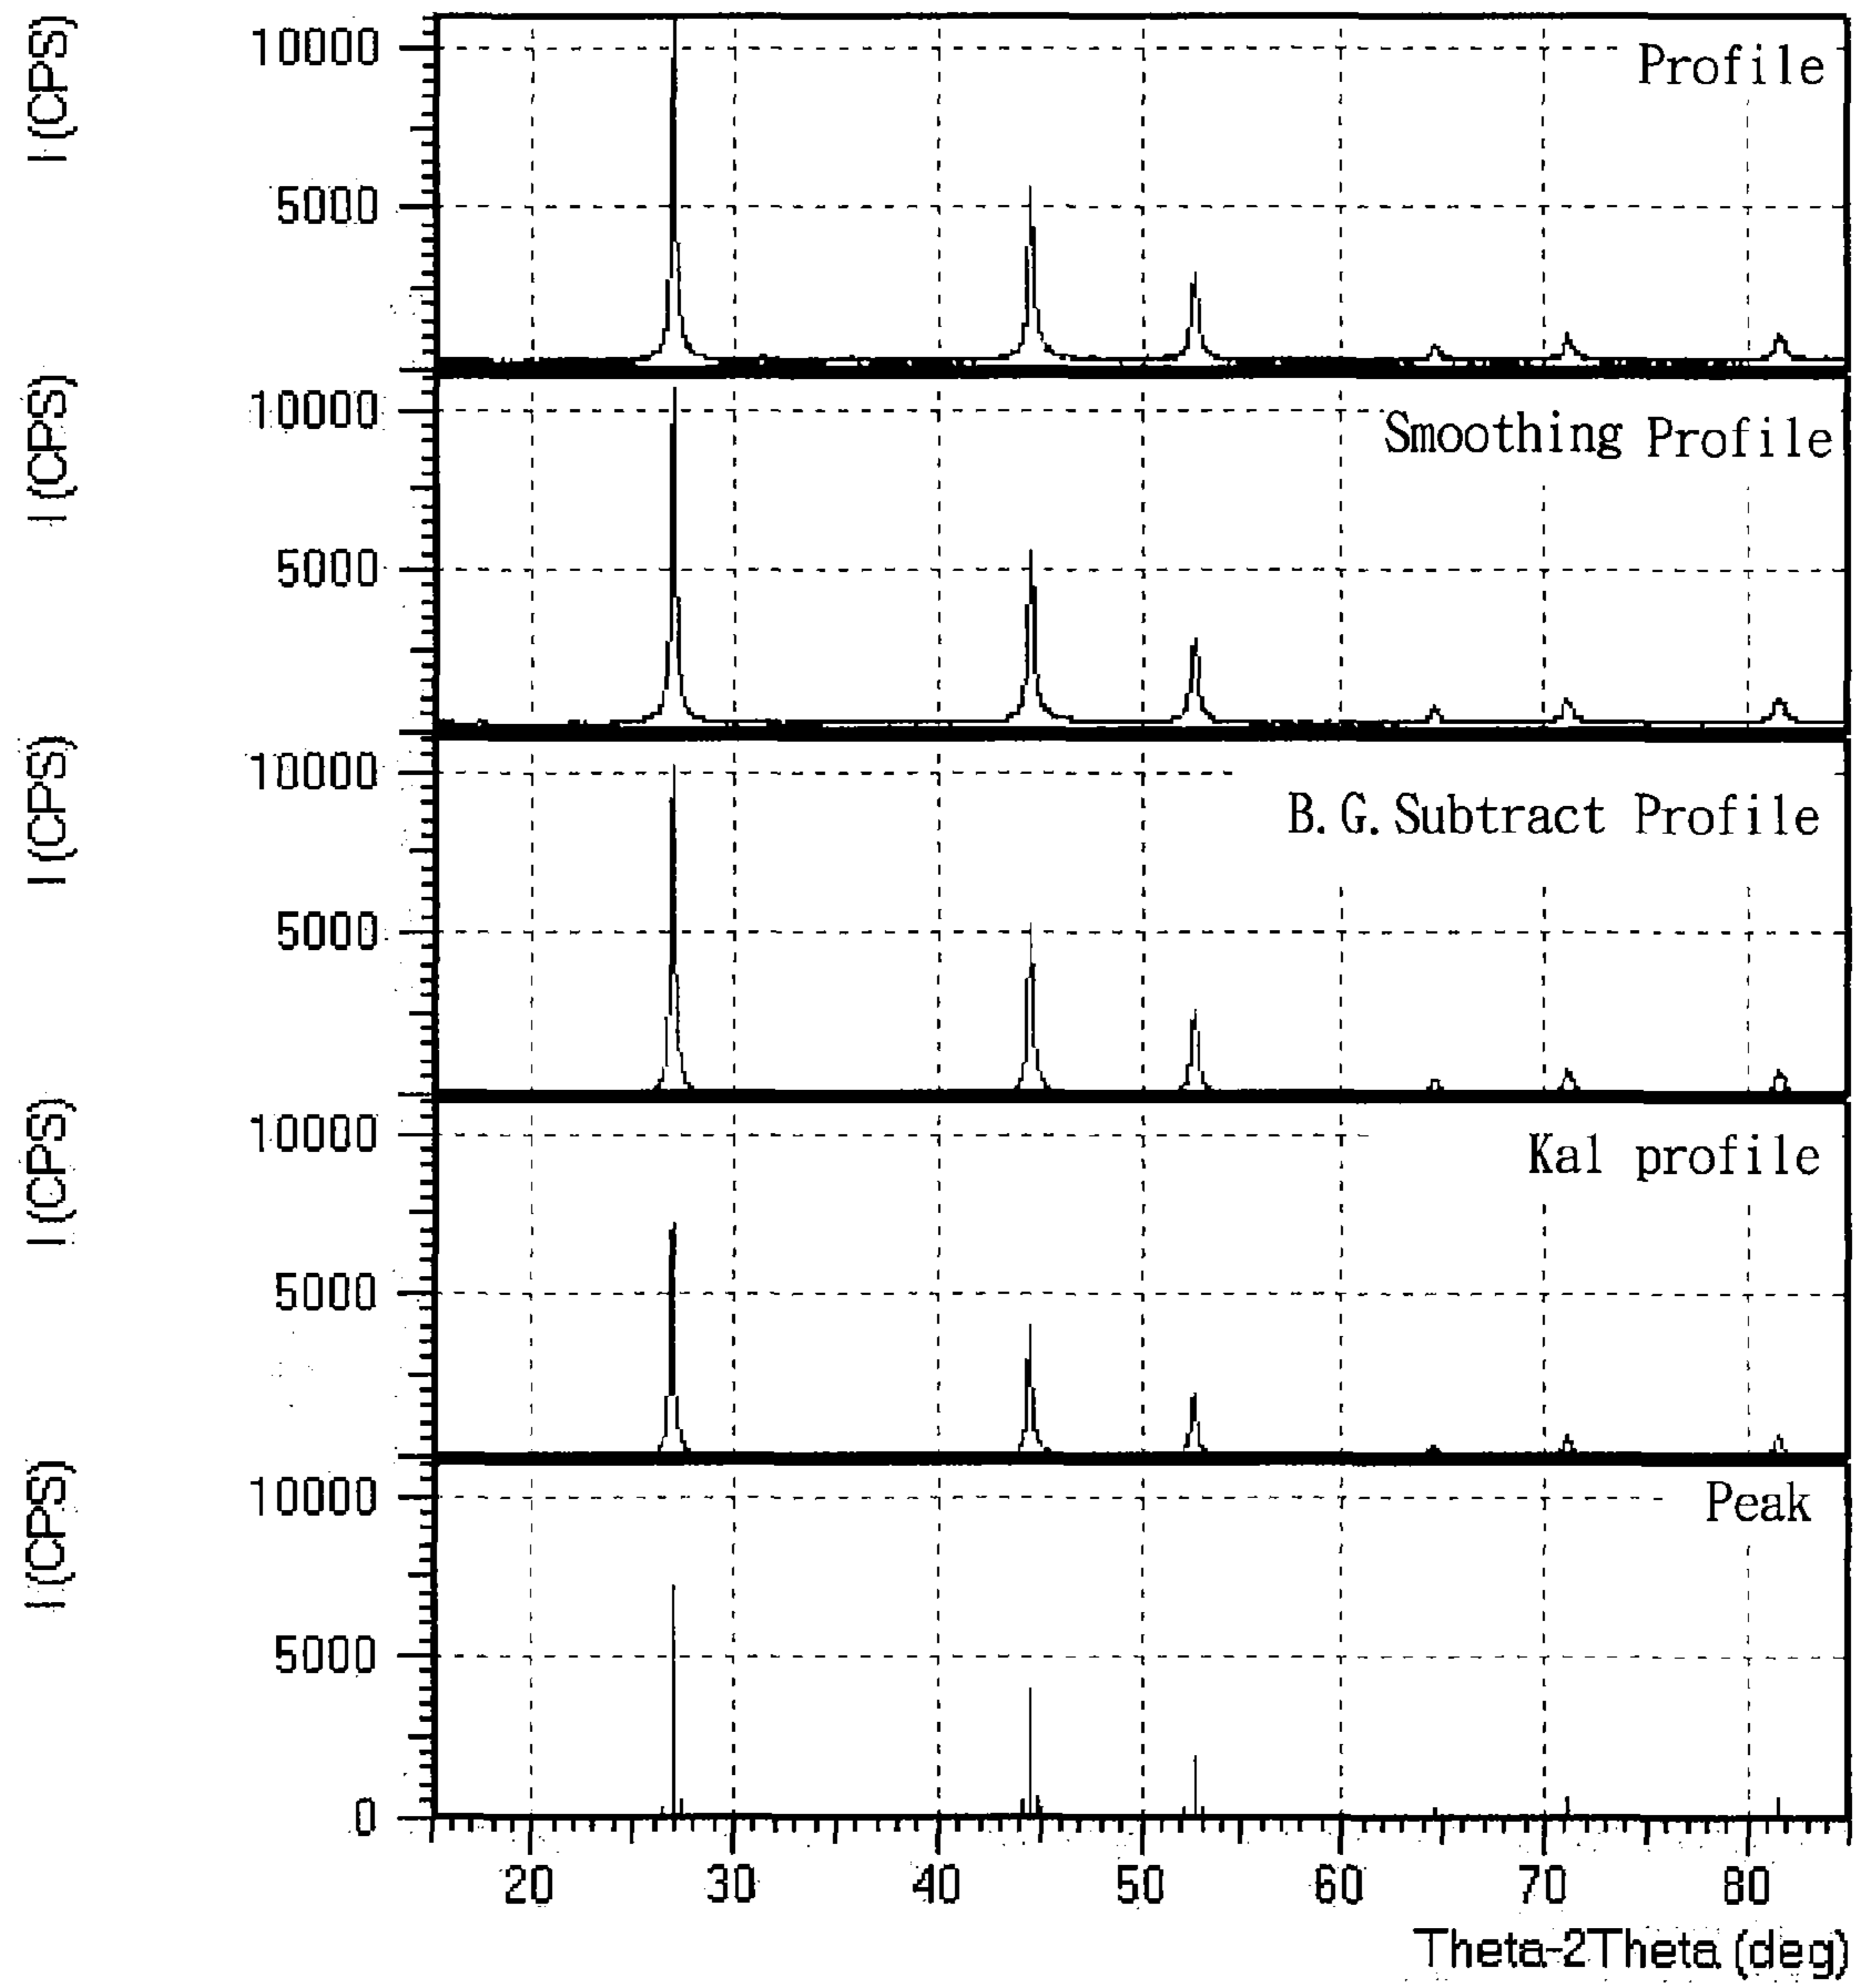 I(CPS)
10000
5000
Profile
I(CPS)
10000
5000
Smoothing Profile
I(CPS)
10000
5000
B.G.Subtract Profile
I(CPS)
10000
5000
Ka1 profile
I(CPS)
10000
5000
0
Peak
20 30 40 50 60 70 80
Theta-2Theta (deg)